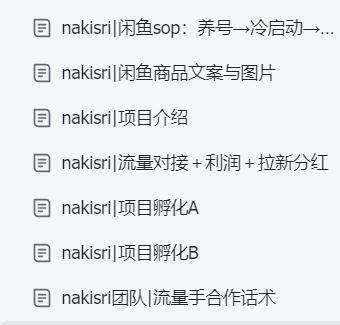 nakisri|闲鱼sop：养号→冷启动→...
nakisri|闲鱼商品文案与图片
nakisri|项目介绍
nakisri|流量对接＋利润＋拉新分红
nakisri|项目孵化A
nakisri|项目孵化B
nakisri团队|流量手合作话术